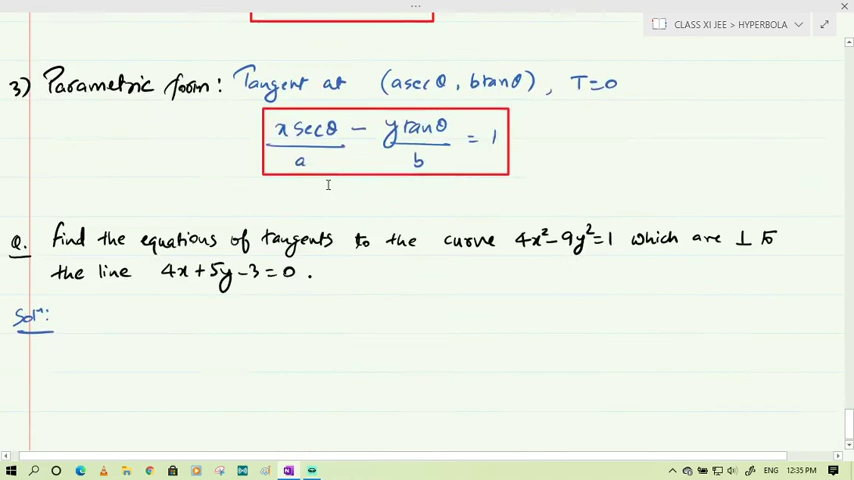 CLASS XI JEE > HYPERBOLA
3) Parametric form: Tangent at (a secθ, b tanθ), T=0
x secθ/a − y tanθ/b = 1
Q. Find the equations of tangents to the curve 4x²−9y²=1 which are ⊥ to
the line 4x+5y−3=0.
Solⁿ:
ENG 12:35 PM